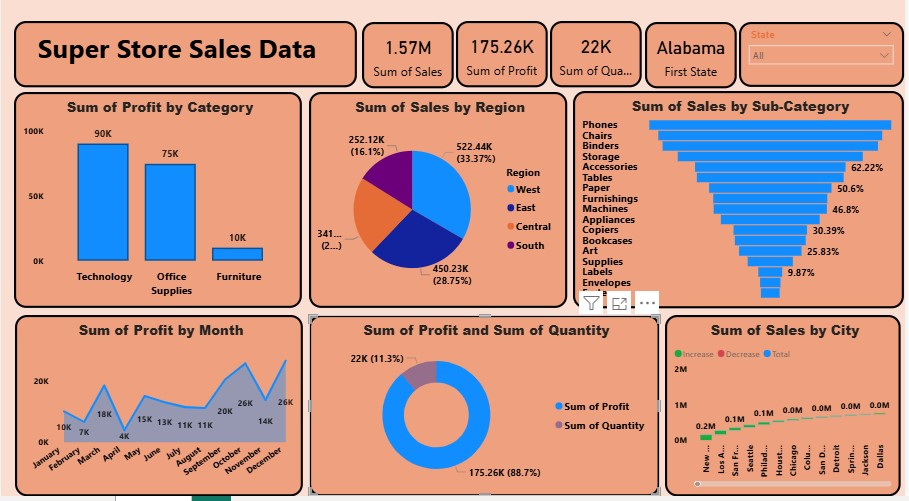 Super Store Sales Data
1.57M
Sum of Sales
175.26K
Sum of Profit
22K
Sum of Qua...
Alabama
First State
State
All
Sum of Profit by Category
100K
50K
0K
90K
75K
10K
Technology
Office
Supplies
Furniture
Sum of Sales by Region
252.12K
(16.1%)
522.44K
(33.37%)
341...
(2...)
450.23K
(28.75%)
Region
West
East
Central
South
Sum of Sales by Sub-Category
Phones
Chairs
Binders
Storage
Accessories
62.22%
Tables
Paper
50.6%
Furnishings
Machines
46.8%
Appliances
Copiers
30.39%
Bookcases
Art
25.83%
Supplies
Labels
9.87%
Envelopes
Sum of Profit by Month
20K
0K
10K
7K
18K
4K
15K
13K
11K
11K
20K
26K
14K
26K
January
February
March
April
May
June
July
August
September
October
November
December
Sum of Profit and Sum of Quantity
22K (11.3%)
175.26K (88.7%)
Sum of Profit
Sum of Quantity
Sum of Sales by City
Increase
Decrease
Total
2M
1M
0M
0.2M
0.1M
0.1M
0.0M
0.0M
0.0M
0.0M
New ...
Los A...
San Fr...
Seattle
Philad...
Houst...
Chicago
Colu...
San D...
Detroit
Sprin...
Jackson
Dallas